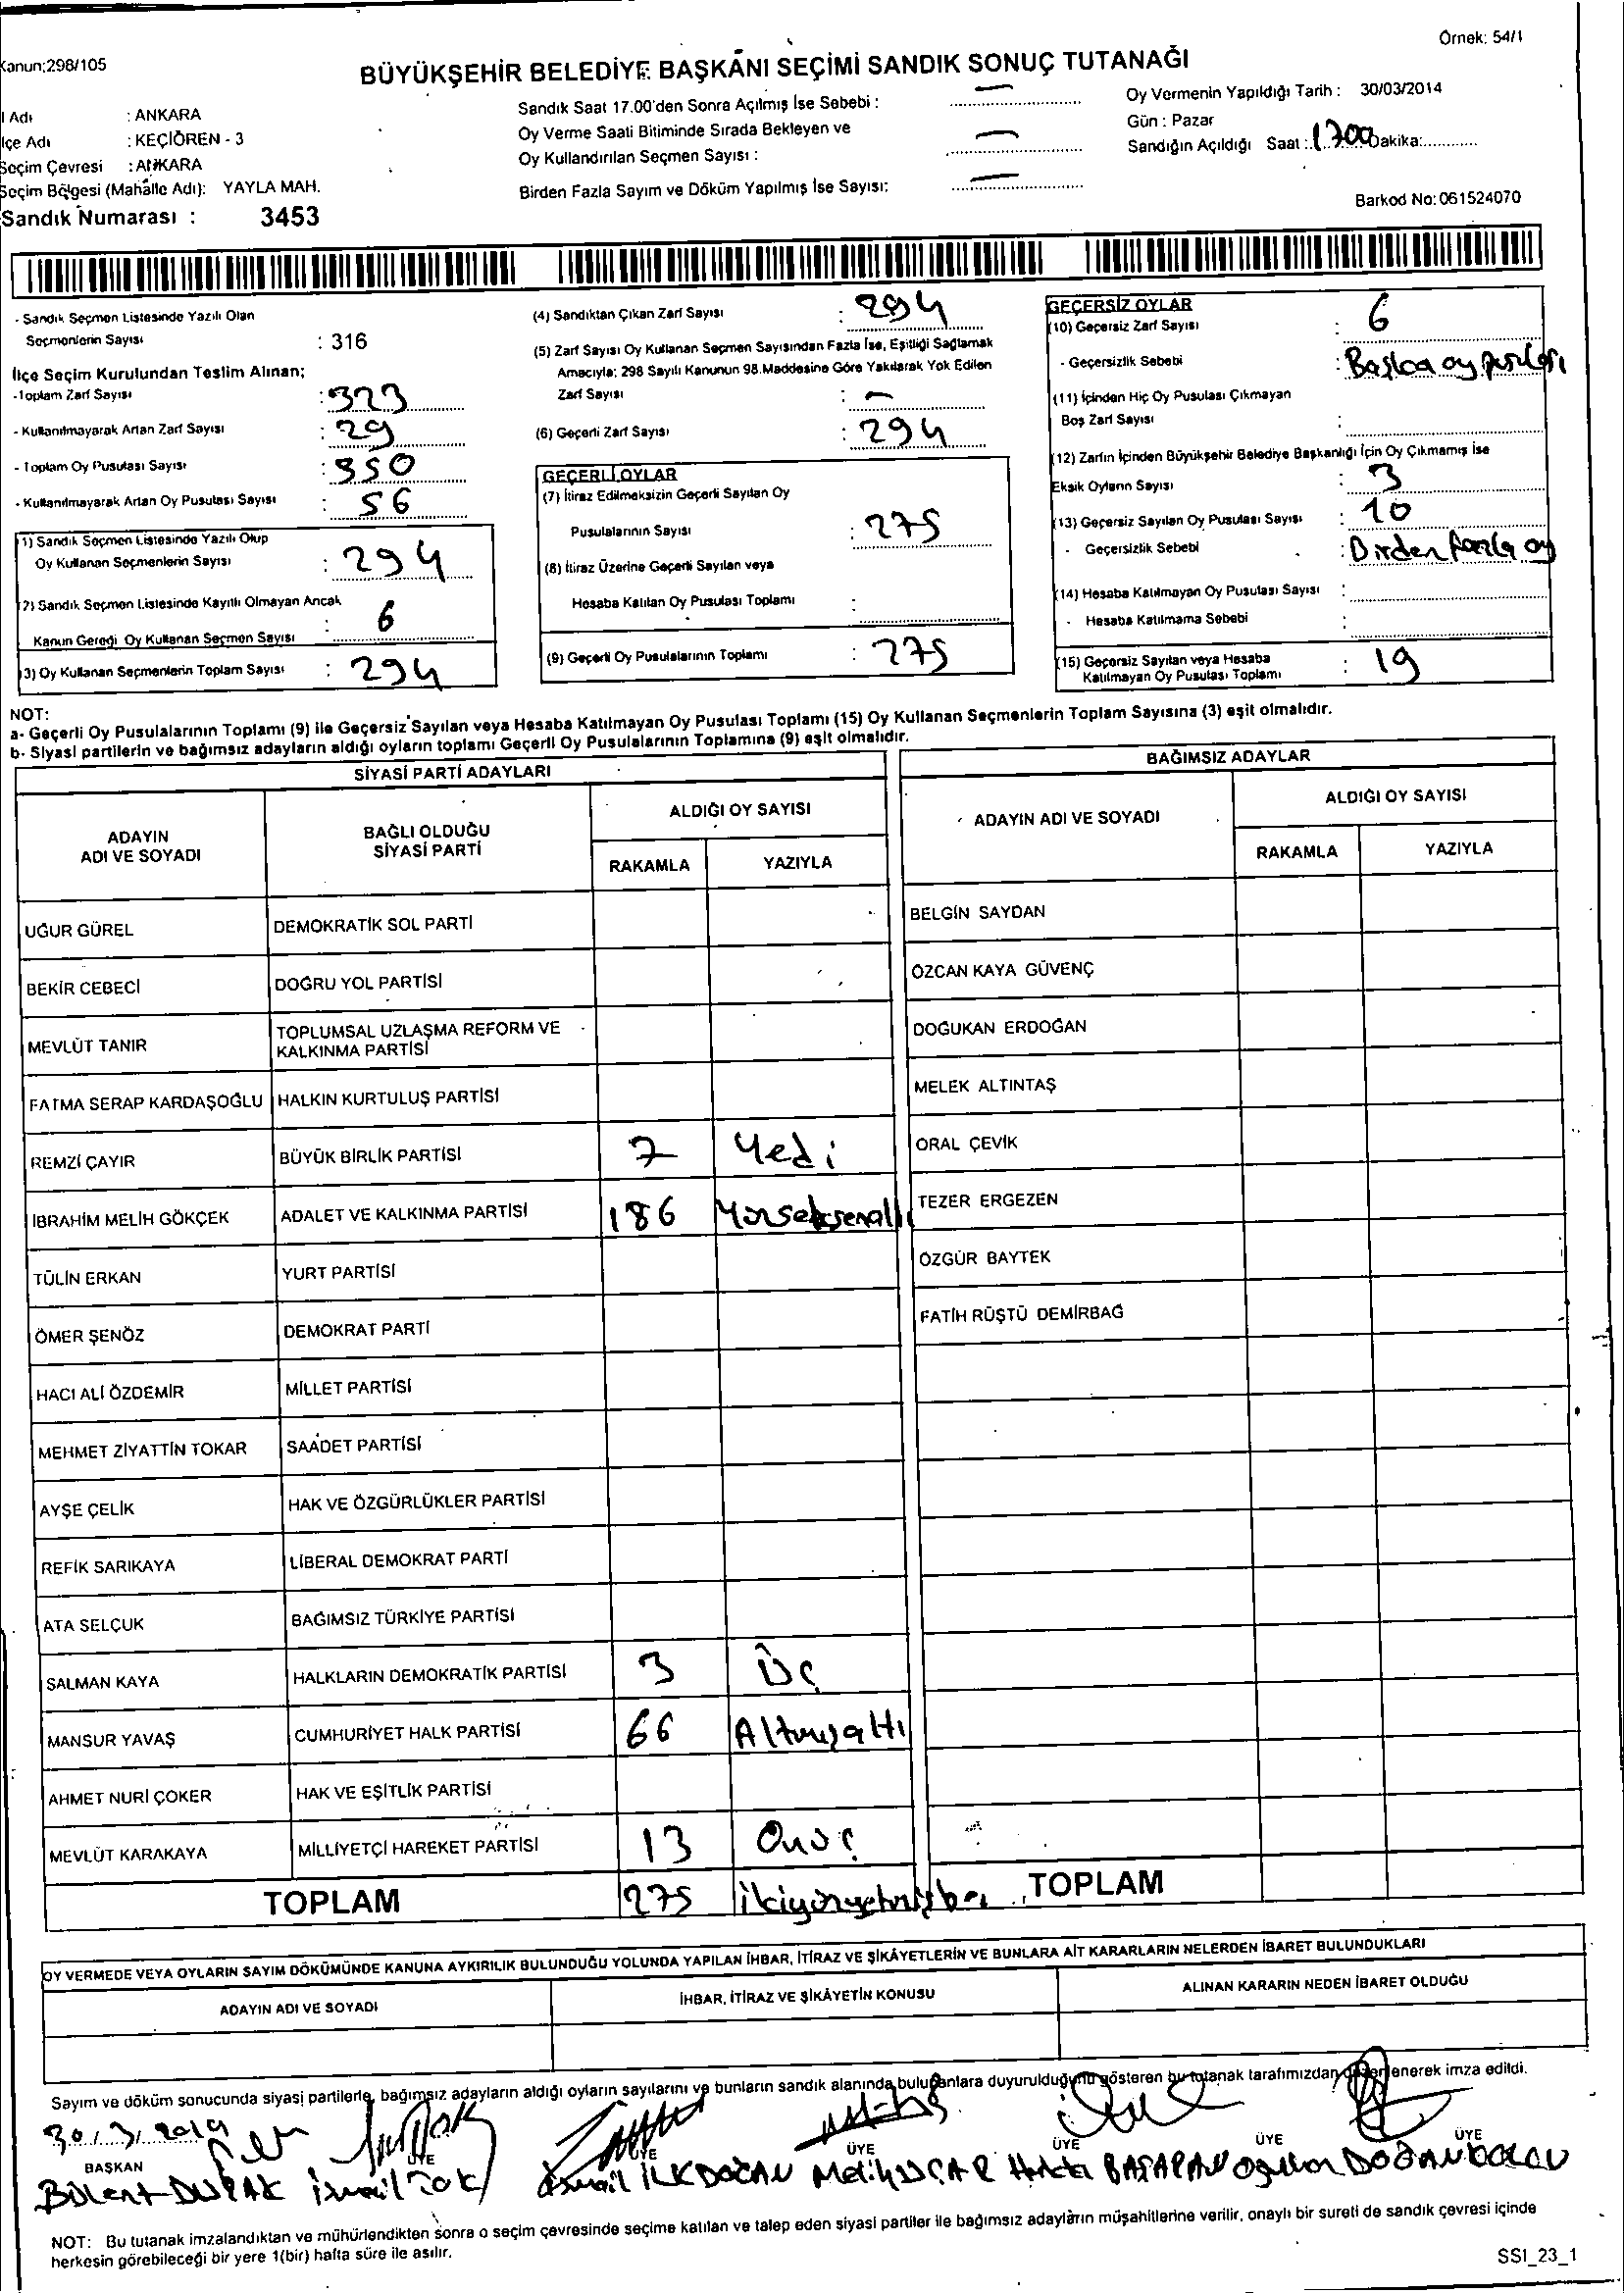 Örnek: 54/1
Kanun:298/105
BÜYÜKŞEHİR BELEDİYE BAŞKANI SEÇİMİ SANDIK SONUÇ TUTANAĞI
l Adı : ANKARA
lçe Adı : KEÇİÖREN - 3
Seçim Çevresi : ANKARA
Seçim Bölgesi (Mahalle Adı): YAYLA MAH.
Sandık Numarası : 3453
Sandık Saat 17.00'den Sonra Açılmış İse Sebebi : —
Oy Verme Saati Bitiminde Sırada Bekleyen ve
Oy Kullandırılan Seçmen Sayısı : —
Birden Fazla Sayım ve Döküm Yapılmış İse Sayısı: —
Oy Vermenin Yapıldığı Tarih : 30/03/2014
Gün : Pazar
Sandığın Açıldığı Saat : 1700 Dakika:............
Barkod No: 061524070
- Sandık Seçmen Listesinde Yazılı Olan
Seçmenlerin Sayısı : 316
İlçe Seçim Kurulundan Teslim Alınan;
-Toplam Zarf Sayısı : 323
- Kullanılmayarak Artan Zarf Sayısı : 29
- Toplam Oy Pusulası Sayısı : 350
- Kullanılmayarak Artan Oy Pusulası Sayısı : 56
1) Sandık Seçmen Listesinde Yazılı Olup
Oy Kullanan Seçmenlerin Sayısı : 294
2) Sandık Seçmen Listesinde Kayıtlı Olmayan Ancak
Kanun Gereği Oy Kullanan Seçmen Sayısı : 6
3) Oy Kullanan Seçmenlerin Toplam Sayısı : 294
(4) Sandıktan Çıkan Zarf Sayısı : 294
(5) Zarf Sayısı Oy Kullanan Seçmen Sayısından Fazla İse, Eşitliği Sağlamak
Amacıyla; 298 Sayılı Kanunun 98.Maddesine Göre Yakılarak Yok Edilen
Zarf Sayısı : —
(6) Geçerli Zarf Sayısı : 294
GEÇERLİ OYLAR
(7) İtiraz Edilmeksizin Geçerli Sayılan Oy
Pusulalarının Sayısı : 275
(8) İtiraz Üzerine Geçerli Sayılan veya
Hesaba Katılan Oy Pusulası Toplamı :
(9) Geçerli Oy Pusulalarının Toplamı : 275
GEÇERSİZ OYLAR
(10) Geçersiz Zarf Sayısı : 6
- Geçersizlik Sebebi : Başka oy
(11) İçinden Hiç Oy Pusulası Çıkmayan
Boş Zarf Sayısı :
(12) Zarfın İçinden Büyükşehir Belediye Başkanlığı İçin Oy Çıkmamış İse
Eksik Oyların Sayısı : 3
(13) Geçersiz Sayılan Oy Pusulası Sayısı : 10
- Geçersizlik Sebebi : Birden fazla oy
(14) Hesaba Katılmayan Oy Pusulası Sayısı :
- Hesaba Katılmama Sebebi :
(15) Geçersiz Sayılan veya Hesaba
Katılmayan Oy Pusulası Toplamı : 19
NOT:
a- Geçerli Oy Pusulalarının Toplamı (9) ile Geçersiz Sayılan veya Hesaba Katılmayan Oy Pusulası Toplamı (15) Oy Kullanan Seçmenlerin Toplam Sayısına (3) eşit olmalıdır.
b- Siyasi partilerin ve bağımsız adayların aldığı oyların toplamı Geçerli Oy Pusulalarının Toplamına (9) eşit olmalıdır.
SİYASİ PARTİ ADAYLARI
ADAYIN ADI VE SOYADI
BAĞLI OLDUĞU SİYASİ PARTİ
ALDIĞI OY SAYISI
RAKAMLA YAZIYLA
UĞUR GÜREL DEMOKRATİK SOL PARTİ
BEKİR CEBECİ DOĞRU YOL PARTİSİ
MEVLÜT TANIR TOPLUMSAL UZLAŞMA REFORM VE
KALKINMA PARTİSİ
FATMA SERAP KARDAŞOĞLU HALKIN KURTULUŞ PARTİSİ
REMZİ ÇAYIR BÜYÜK BİRLİK PARTİSİ 7 Yedi
İBRAHİM MELİH GÖKÇEK ADALET VE KALKINMA PARTİSİ 186 Yüzseksenaltı
TÜLİN ERKAN YURT PARTİSİ
ÖMER ŞENÖZ DEMOKRAT PARTİ
HACI ALİ ÖZDEMİR MİLLET PARTİSİ
MEHMET ZİYATTİN TOKAR SAADET PARTİSİ
AYŞE ÇELİK HAK VE ÖZGÜRLÜKLER PARTİSİ
REFİK SARIKAYA LİBERAL DEMOKRAT PARTİ
ATA SELÇUK BAĞIMSIZ TÜRKİYE PARTİSİ
SALMAN KAYA HALKLARIN DEMOKRATİK PARTİSİ 3 Üç
MANSUR YAVAŞ CUMHURİYET HALK PARTİSİ 66 Altmışaltı
AHMET NURİ ÇOKER HAK VE EŞİTLİK PARTİSİ
MEVLÜT KARAKAYA MİLLİYETÇİ HAREKET PARTİSİ 13 Onüç
TOPLAM 275 İkiyüzyetmişbeş
BAĞIMSIZ ADAYLAR
ADAYIN ADI VE SOYADI
ALDIĞI OY SAYISI
RAKAMLA YAZIYLA
BELGİN SAYDAN
ÖZCAN KAYA GÜVENÇ
DOĞUKAN ERDOĞAN
MELEK ALTINTAŞ
ORAL ÇEVİK
TEZER ERGEZEN
ÖZGÜR BAYTEK
FATİH RÜŞTÜ DEMİRBAĞ
TOPLAM
OY VERMEDE VEYA OYLARIN SAYIM DÖKÜMÜNDE KANUNA AYKIRILIK BULUNDUĞU YOLUNDA YAPILAN İHBAR, İTİRAZ VE ŞİKÂYETLERİN VE BUNLARA AİT KARARLARIN NELERDEN İBARET BULUNDUKLARI
ADAYIN ADI VE SOYADI İHBAR, İTİRAZ VE ŞİKÂYETİN KONUSU ALINAN KARARIN NEDEN İBARET OLDUĞU
Sayım ve döküm sonucunda siyasi partilerle, bağımsız adayların aldığı oyların sayılarını ve bunların sandık alanında bulunanlara duyurulduğunu gösteren bu tutanak tarafımızdan düzenlenerek imza edildi.
30/3/2014
BAŞKAN ÜYE ÜYE ÜYE ÜYE ÜYE ÜYE
Bülent İsmail İsmail İLKDOĞAN Melih UÇAR BAŞARAN
NOT: Bu tutanak imzalandıktan ve mühürlendikten sonra o seçim çevresinde seçime katılan ve talep eden siyasi partiler ile bağımsız adayların müşahitlerine verilir, onaylı bir sureti de sandık çevresi içinde
herkesin görebileceği bir yere 1(bir) hafta süre ile asılır.
SSI_23_1